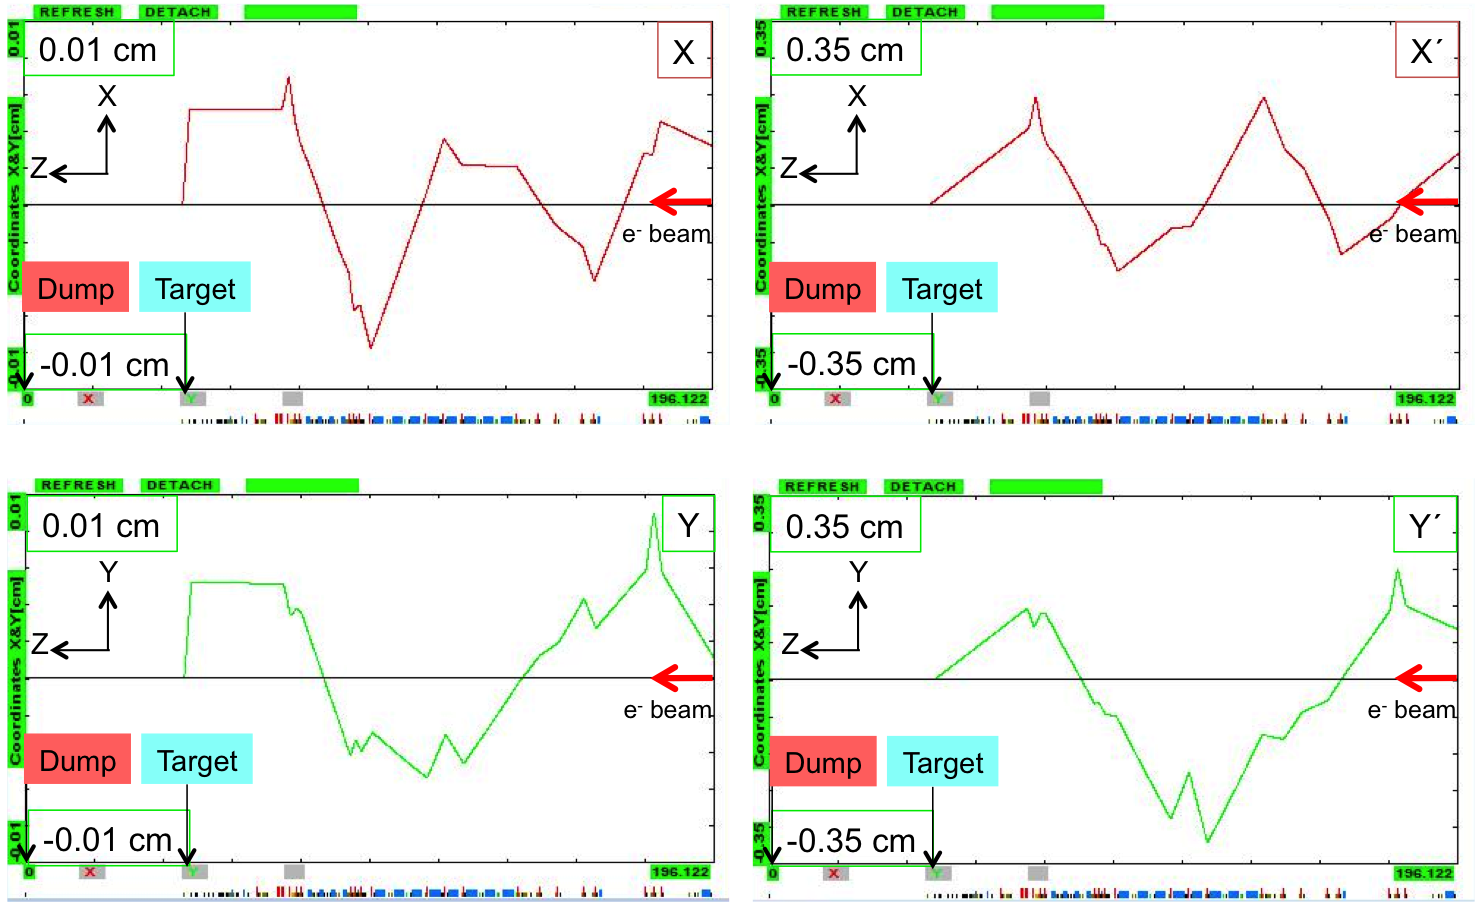 REFRESH DETACH
0.01
0.01 cm
X
X
Z
Coordinates X&Y[cm]
e- beam
Dump Target
-0.01 cm
-0.01
0 X Y 196.122
REFRESH DETACH
0.35
0.35 cm
X´
X
Z
Coordinates X&Y[cm]
e- beam
Dump Target
-0.35 cm
-0.35
0 X Y 196.122
REFRESH DETACH
0.01
0.01 cm
Y
Y
Z
Coordinates X&Y[cm]
e- beam
Dump Target
-0.01 cm
-0.01
0 X Y 196.122
REFRESH DETACH
0.35
0.35 cm
Y´
Y
Z
Coordinates X&Y[cm]
e- beam
Dump Target
-0.35 cm
-0.35
0 X Y 196.122